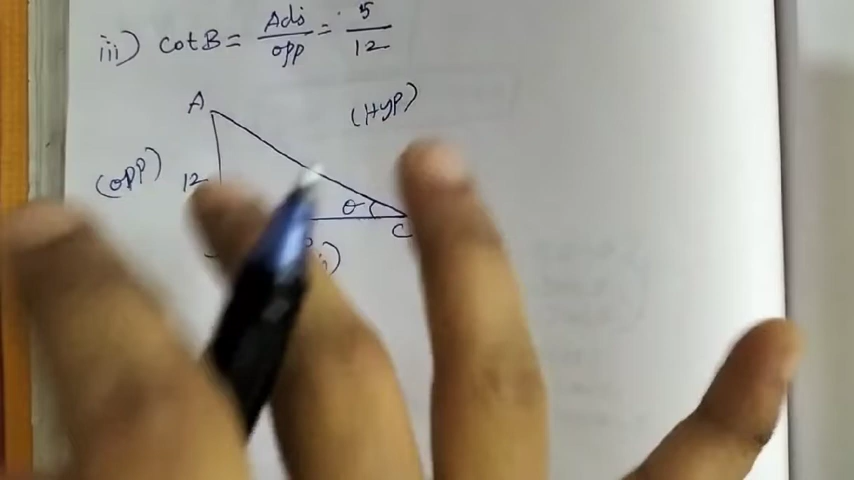 iii) cot B = Adj/opp = 5/12
A
(Hyp)
(opp) 12
θ
C